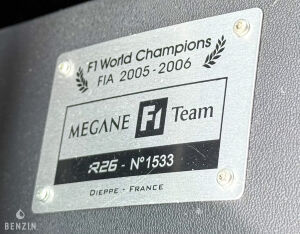 F1 World Champions
FIA 2005-2006
MEGANE F1 Team
R26 - N°1533
DIEPPE - FRANCE
BENZIN